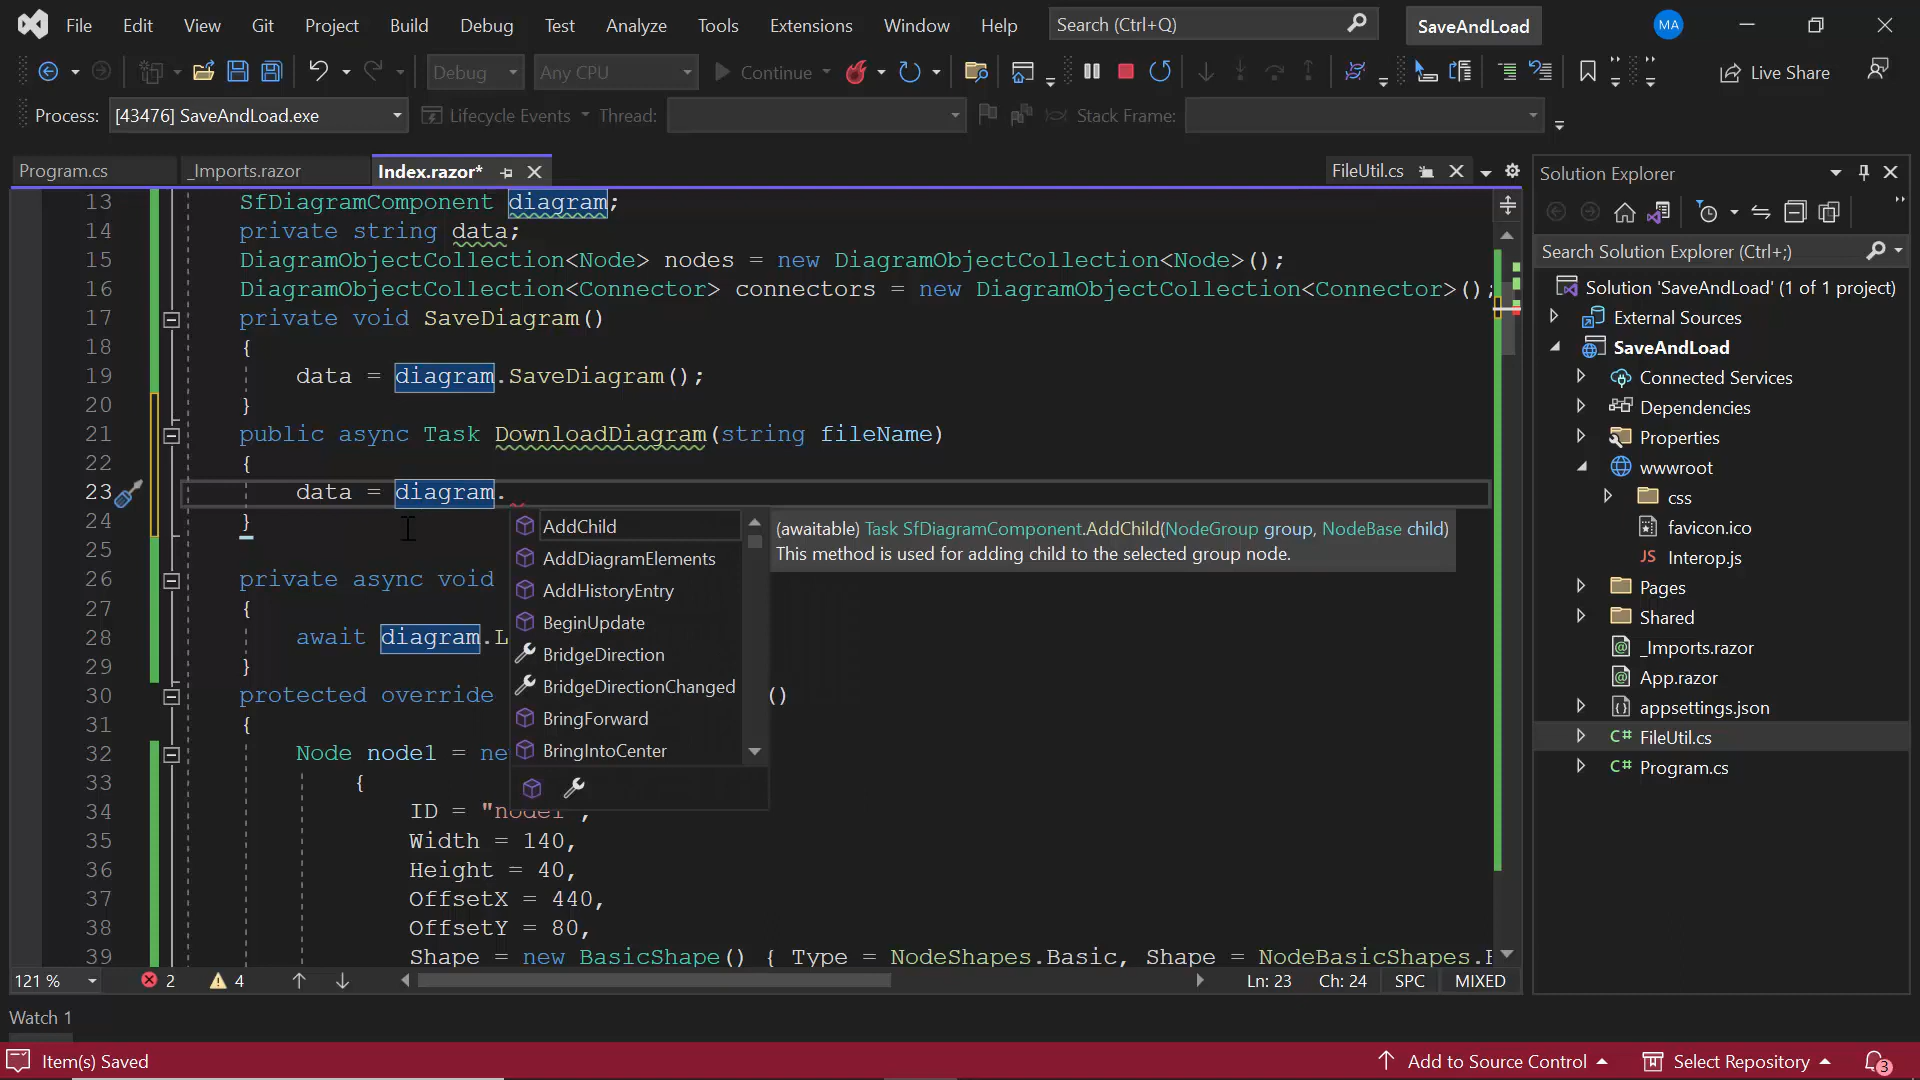 File Edit View Git Project Build Debug Test Analyze Tools Extensions Window Help Search (Ctrl+Q) SaveAndLoad MA
Debug Any CPU Continue Live Share
Process: [43476] SaveAndLoad.exe Lifecycle Events Thread: Stack Frame:
Program.cs _Imports.razor Index.razor* FileUtil.cs
13 SfDiagramComponent diagram;
14 private string data;
15 DiagramObjectCollection<Node> nodes = new DiagramObjectCollection<Node>();
16 DiagramObjectCollection<Connector> connectors = new DiagramObjectCollection<Connector>();
17 private void SaveDiagram()
18 {
19 data = diagram.SaveDiagram();
20 }
21 public async Task DownloadDiagram(string fileName)
22 {
23 data = diagram.
24 }
25
26 private async void
27 {
28 await diagram.L
29 }
30 protected override ()
31 {
32 Node node1 = ne
33 {
34 ID = "node1",
35 Width = 140,
36 Height = 40,
37 OffsetX = 440,
38 OffsetY = 80,
39 Shape = new BasicShape() { Type = NodeShapes.Basic, Shape = NodeBasicShapes.
AddChild
AddDiagramElements
AddHistoryEntry
BeginUpdate
BridgeDirection
BridgeDirectionChanged
BringForward
BringIntoCenter
(awaitable) Task SfDiagramComponent.AddChild(NodeGroup group, NodeBase child)
This method is used for adding child to the selected group node.
121 % 2 4 Ln: 23 Ch: 24 SPC MIXED
Solution Explorer
Search Solution Explorer (Ctrl+;)
Solution 'SaveAndLoad' (1 of 1 project)
External Sources
SaveAndLoad
Connected Services
Dependencies
Properties
wwwroot
css
favicon.ico
JS Interop.js
Pages
Shared
_Imports.razor
App.razor
appsettings.json
C# FileUtil.cs
C# Program.cs
Watch 1
Item(s) Saved Add to Source Control Select Repository 3